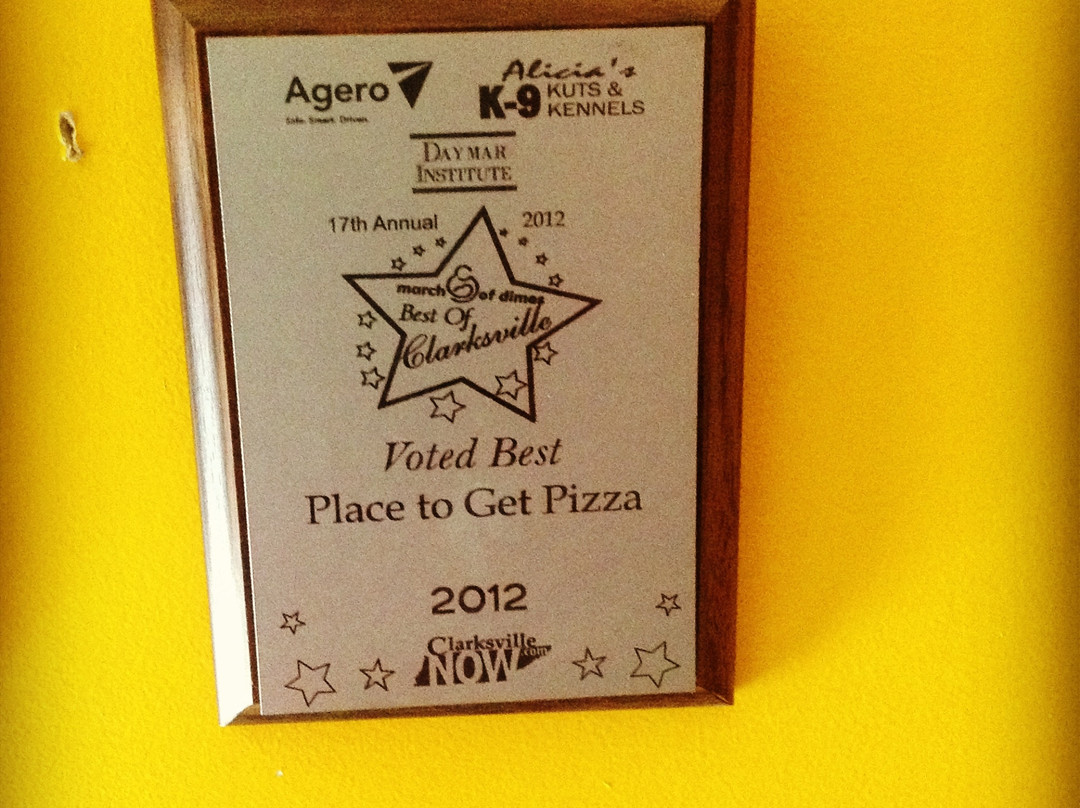 Agero
Safe. Smart. Driven.
Alicia's
K-9 KUTS &
KENNELS
DAYMAR
INSTITUTE
17th Annual
2012
march of dimes
Best Of
Clarksville
Voted Best
Place to Get Pizza
2012
Clarksville
NOW.com